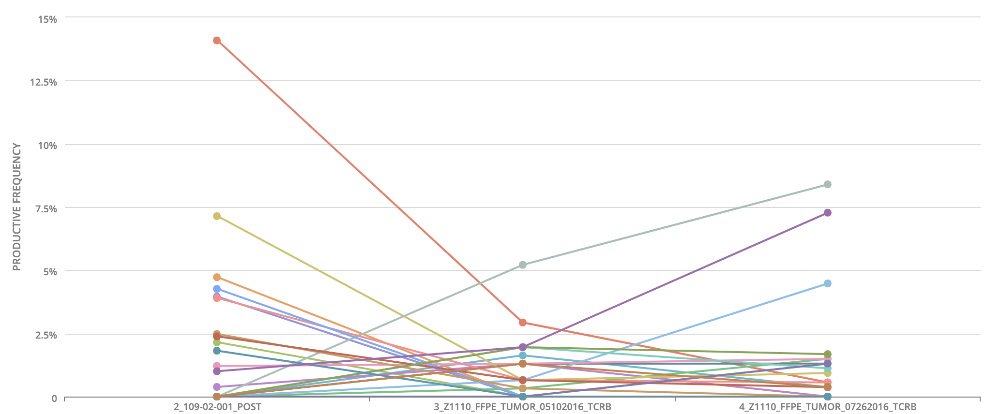 15%
12.5%
10%
7.5%
5%
2.5%
0
PRODUCTIVE FREQUENCY
2_109-02-001_POST
3_Z1110_FFPE_TUMOR_05102016_TCRB
4_Z1110_FFPE_TUMOR_07262016_TCRB